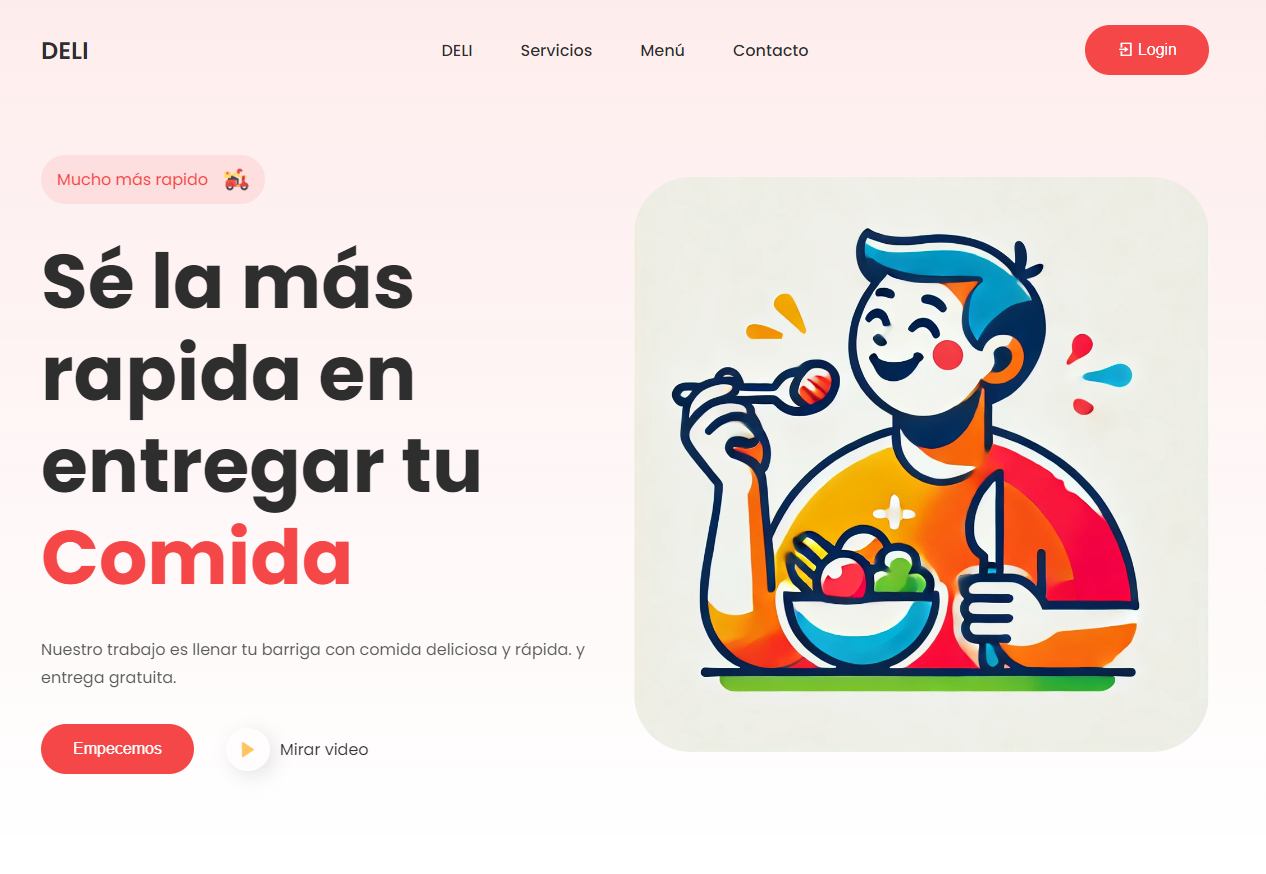 DELI
DELI Servicios Menú Contacto
Login
Mucho más rapido
Sé la más
rapida en
entregar tu
Comida
Nuestro trabajo es llenar tu barriga con comida deliciosa y rápida. y
entrega gratuita.
Empecemos
Mirar video